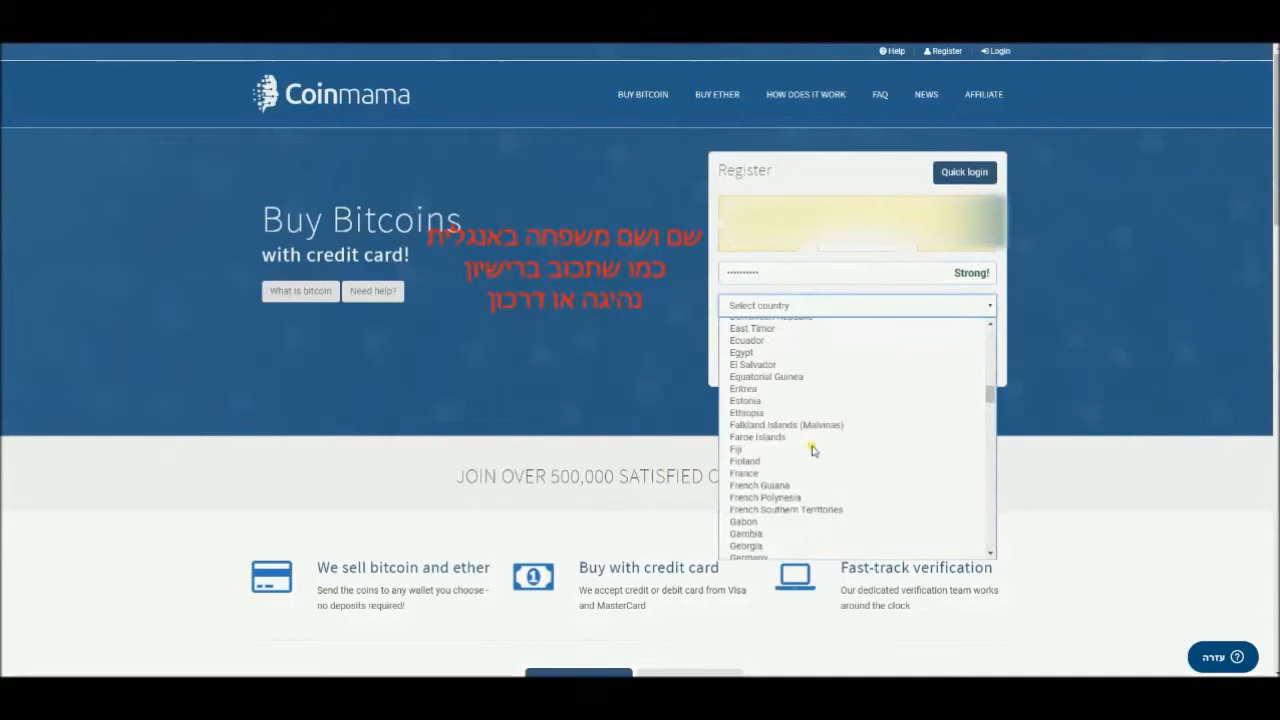 Help
Register
Login
Coinmama
BUY BITCOIN
BUY ETHER
HOW DOES IT WORK
FAQ
NEWS
AFFILIATE
Register
Quick login
Buy Bitcoins
with credit card!
What is bitcoin
Need help?
שם ושם משפחה באנגלית
כמו שתכוב ברישיון
נהיגה או דרכון
•••••••••• Strong!
Select country
Dominican Republic
East Timor
Ecuador
Egypt
El Salvador
Equatorial Guinea
Eritrea
Estonia
Ethiopia
Falkland Islands (Malvinas)
Faroe Islands
Fiji
Finland
France
French Guiana
French Polynesia
French Southern Territories
Gabon
Gambia
Georgia
Germany
JOIN OVER 500,000 SATISFIED
We sell bitcoin and ether
Send the coins to any wallet you choose -
no deposits required!
Buy with credit card
We accept credit or debit card from Visa
and MasterCard
Fast-track verification
Our dedicated verification team works
around the clock
עזרה